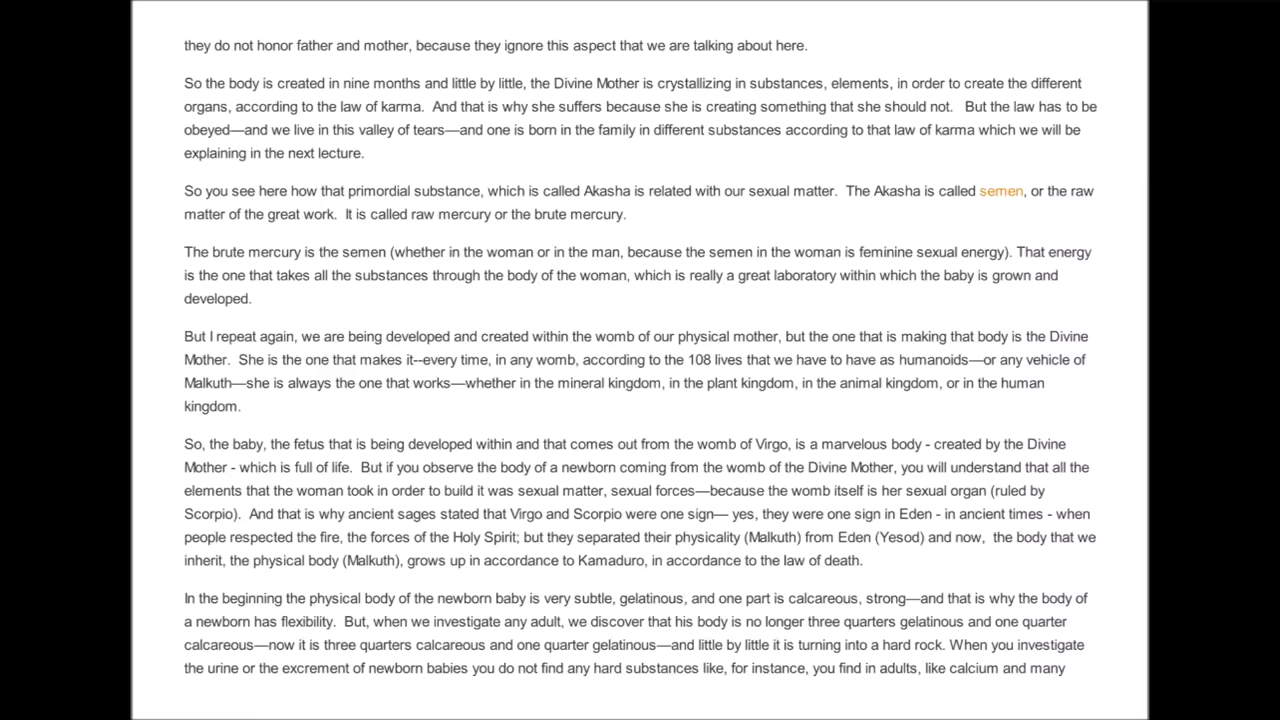 they do not honor father and mother, because they ignore this aspect that we are talking about here.
So the body is created in nine months and little by little, the Divine Mother is crystallizing in substances, elements, in order to create the different
organs, according to the law of karma.  And that is why she suffers because she is creating something that she should not.   But the law has to be
obeyed—and we live in this valley of tears—and one is born in the family in different substances according to that law of karma which we will be
explaining in the next lecture.
So you see here how that primordial substance, which is called Akasha is related with our sexual matter.  The Akasha is called semen, or the raw
matter of the great work.  It is called raw mercury or the brute mercury.
The brute mercury is the semen (whether in the woman or in the man, because the semen in the woman is feminine sexual energy). That energy
is the one that takes all the substances through the body of the woman, which is really a great laboratory within which the baby is grown and
developed.
But I repeat again, we are being developed and created within the womb of our physical mother, but the one that is making that body is the Divine
Mother.  She is the one that makes it--every time, in any womb, according to the 108 lives that we have to have as humanoids—or any vehicle of
Malkuth—she is always the one that works—whether in the mineral kingdom, in the plant kingdom, in the animal kingdom, or in the human
kingdom.
So, the baby, the fetus that is being developed within and that comes out from the womb of Virgo, is a marvelous body - created by the Divine
Mother - which is full of life.  But if you observe the body of a newborn coming from the womb of the Divine Mother, you will understand that all the
elements that the woman took in order to build it was sexual matter, sexual forces—because the womb itself is her sexual organ (ruled by
Scorpio).  And that is why ancient sages stated that Virgo and Scorpio were one sign— yes, they were one sign in Eden - in ancient times - when
people respected the fire, the forces of the Holy Spirit; but they separated their physicality (Malkuth) from Eden (Yesod) and now,  the body that we
inherit, the physical body (Malkuth), grows up in accordance to Kamaduro, in accordance to the law of death.
In the beginning the physical body of the newborn baby is very subtle, gelatinous, and one part is calcareous, strong—and that is why the body of
a newborn has flexibility.  But, when we investigate any adult, we discover that his body is no longer three quarters gelatinous and one quarter
calcareous—now it is three quarters calcareous and one quarter gelatinous—and little by little it is turning into a hard rock. When you investigate
the urine or the excrement of newborn babies you do not find any hard substances like, for instance, you find in adults, like calcium and many